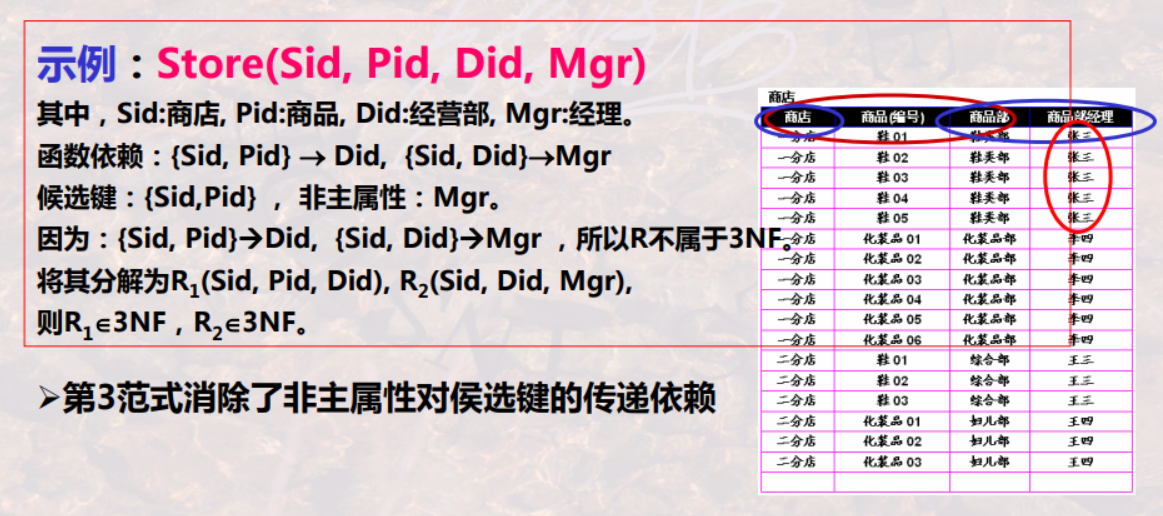 示例：Store(Sid, Pid, Did, Mgr)
其中，Sid:商店, Pid:商品, Did:经营部, Mgr:经理。
函数依赖：{Sid, Pid} → Did, {Sid, Did}→Mgr
候选键：{Sid,Pid} ， 非主属性：Mgr。
因为：{Sid, Pid}→Did, {Sid, Did}→Mgr ，所以R不属于3NF。
将其分解为R1(Sid, Pid, Did), R2(Sid, Did, Mgr),
则R1∈3NF，R2∈3NF。
➢第3范式消除了非主属性对候选键的传递依赖
商店
商店 商品(编号) 商品部 商品部经理
一分店 鞋 01 鞋类部 张三
一分店 鞋 02 鞋类部 张三
一分店 鞋 03 鞋类部 张三
一分店 鞋 04 鞋类部 张三
一分店 鞋 05 鞋类部 张三
一分店 化装品 01 化装品部 李四
一分店 化装品 02 化装品部 李四
一分店 化装品 03 化装品部 李四
一分店 化装品 04 化装品部 李四
一分店 化装品 05 化装品部 李四
一分店 化装品 06 化装品部 李四
二分店 鞋 01 综合部 王三
二分店 鞋 02 综合部 王三
二分店 鞋 03 综合部 王三
二分店 化装品 01 妇儿部 王四
二分店 化装品 02 妇儿部 王四
二分店 化装品 03 妇儿部 王四